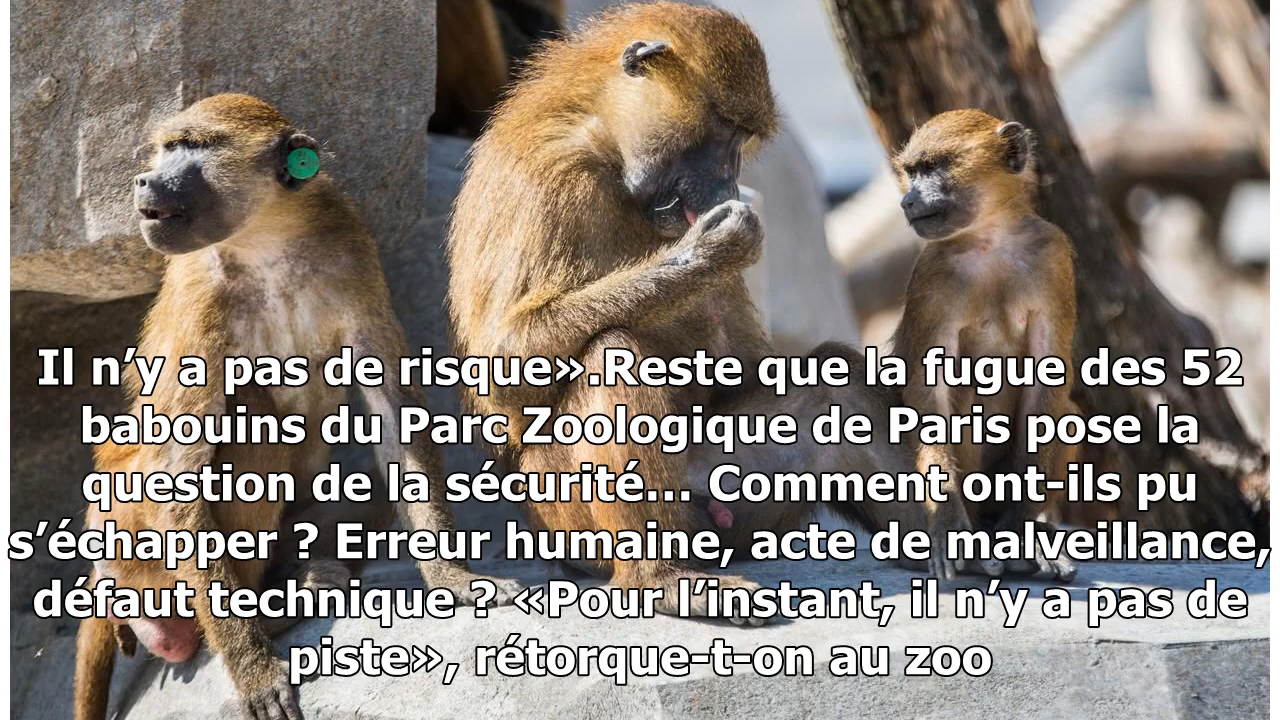 Il n’y a pas de risque».Reste que la fugue des 52
babouins du Parc Zoologique de Paris pose la
question de la sécurité… Comment ont-ils pu
s’échapper ? Erreur humaine, acte de malveillance,
défaut technique ? «Pour l’instant, il n’y a pas de
piste», rétorque-t-on au zoo